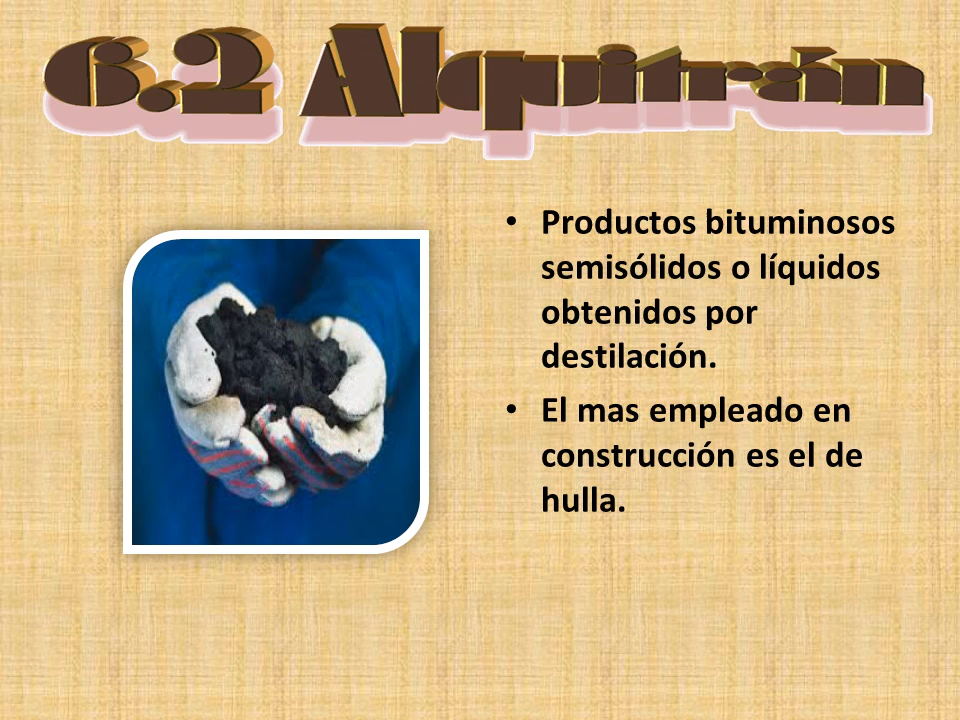 6.2 Alquitrán
• Productos bituminosos
semisólidos o líquidos
obtenidos por
destilación.
• El mas empleado en
construcción es el de
hulla.